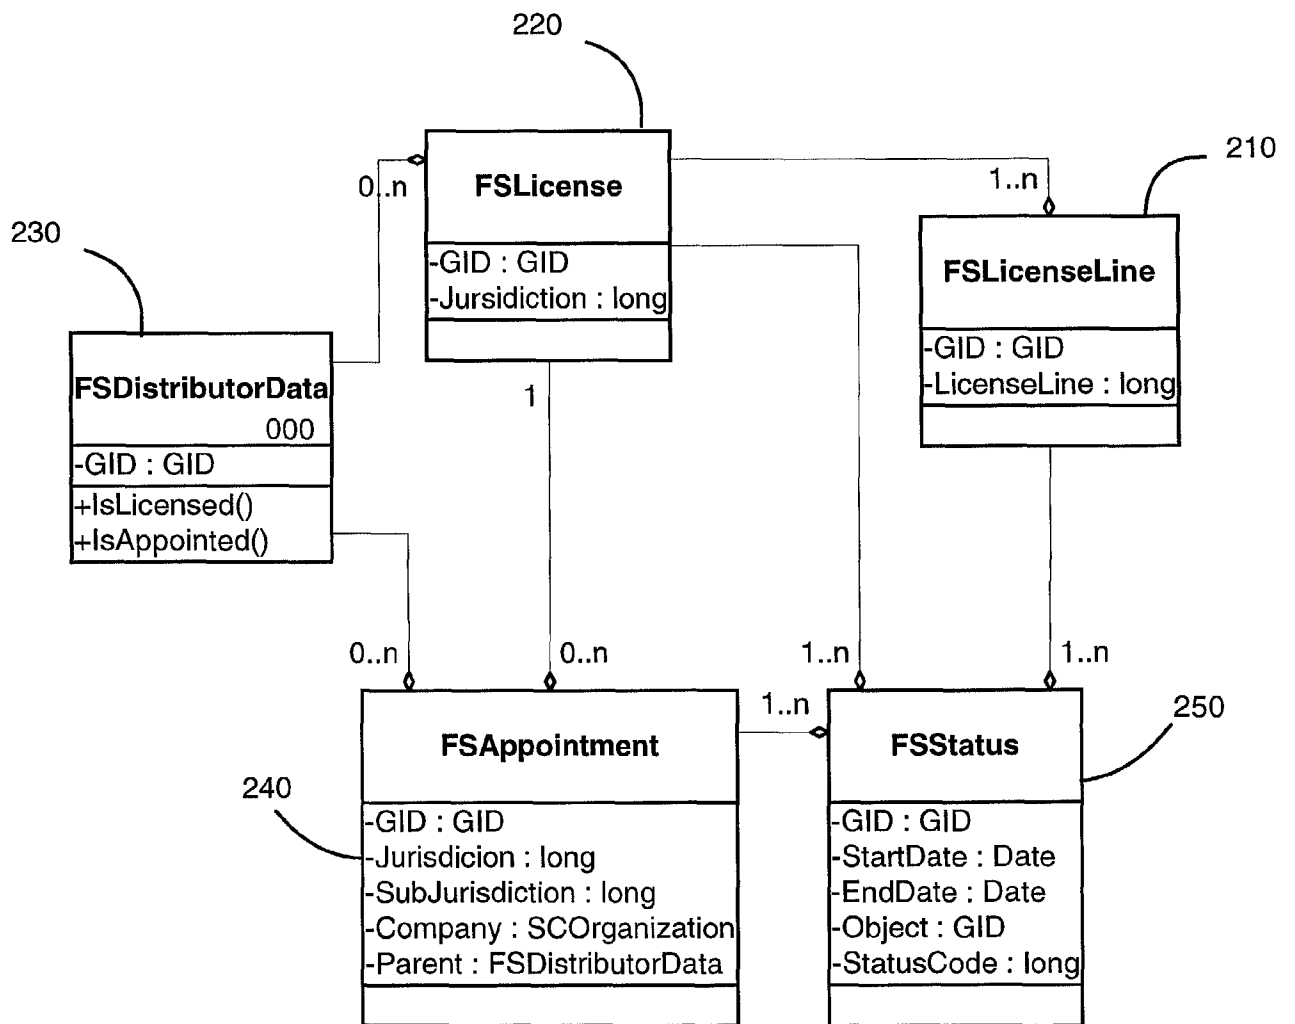 220
FSLicense
-GID : GID
-Jursidiction : long
0..n
1..n
210
FSLicenseLine
-GID : GID
-LicenseLine : long
230
FSDistributorData
000
-GID : GID
+IsLicensed()
+IsAppointed()
1
0..n
0..n
1..n
1..n
1..n
240
FSAppointment
-GID : GID
-Jurisdicion : long
-SubJurisdiction : long
-Company : SCOrganization
-Parent : FSDistributorData
250
FSStatus
-GID : GID
-StartDate : Date
-EndDate : Date
-Object : GID
-StatusCode : long